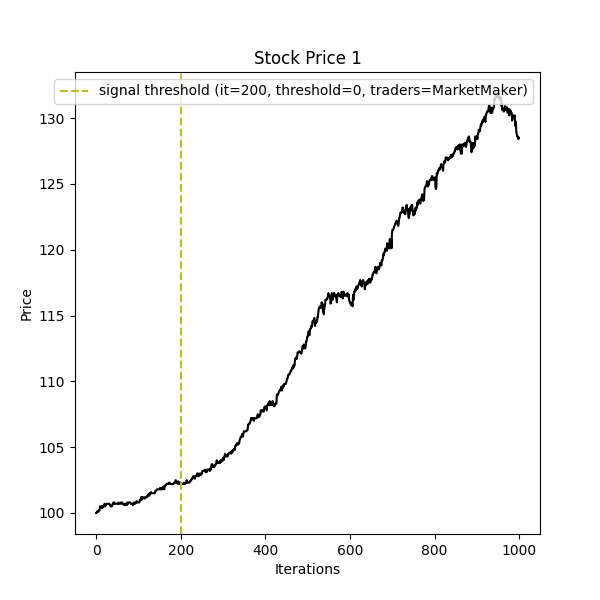 Stock Price 1
signal threshold (it=200, threshold=0, traders=MarketMaker)
130
125
120
115
110
105
100
Price
0 200 400 600 800 1000
Iterations